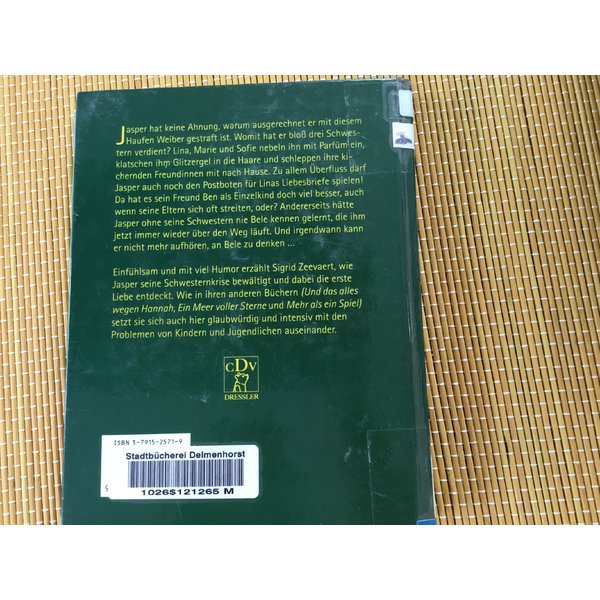 Jasper hat keine Ahnung, warum ausgerechnet er mit diesem
Haufen Weiber gestraft ist. Womit hat er bloß drei Schwes-
tern verdient? Lina, Marie und Sofie nebeln ihn mit Parfüm ein,
klatschen ihm Glitzergel in die Haare und schleppen ihre ki-
chernden Freundinnen mit nach Hause. Zu allem Überfluss darf
Jasper auch noch den Postboten für Linas Liebesbriefe spielen!
Da hat es sein Freund Ben als Einzelkind doch viel besser, auch
wenn seine Eltern sich oft streiten, oder? Andererseits hätte
Jasper ohne seine Schwestern nie Bele kennen gelernt, die ihm
jetzt immer wieder über den Weg läuft. Und irgendwann kann
er nicht mehr aufhören, an Bele zu denken ...
Einfühlsam und mit viel Humor erzählt Sigrid Zeevaert, wie
Jasper seine Schwesternkrise bewältigt und dabei die erste
Liebe entdeckt. Wie in ihren anderen Büchern (Und das alles
wegen Hannah, Ein Meer voller Sterne und Mehr als ein Spiel)
setzt sie sich auch hier glaubwürdig und intensiv mit den
Problemen von Kindern und Jugendlichen auseinander.
cDv
DRESSLER
ISBN 3-7915-2571-9
Stadtbücherei Delmenhorst
1026$121265 M